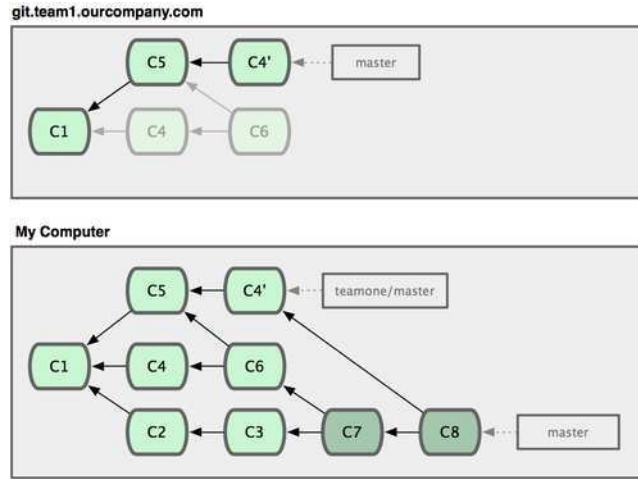 git.team1.ourcompany.com
C5
C4'
master
C1
C4
C6
My Computer
C5
C4'
teamone/master
C1
C4
C6
C2
C3
C7
C8
master